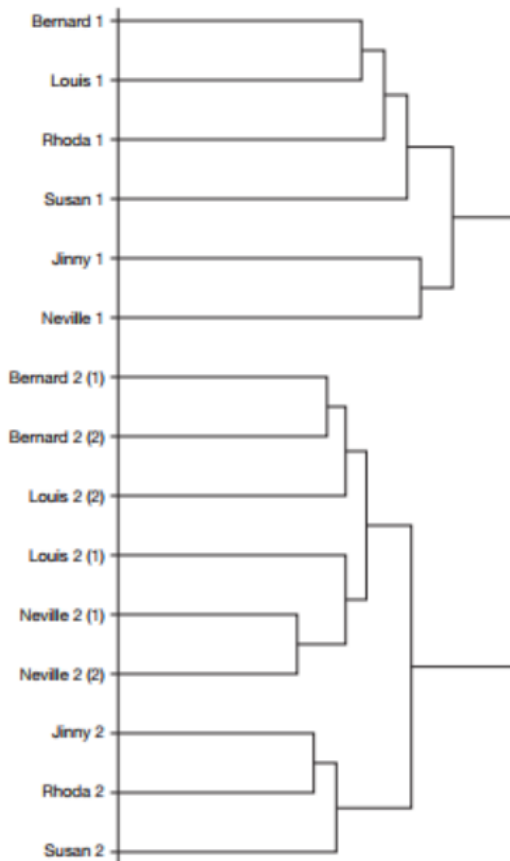 Bernard 1
Louis 1
Rhoda 1
Susan 1
Jinny 1
Neville 1
Bernard 2 (1)
Bernard 2 (2)
Louis 2 (2)
Louis 2 (1)
Neville 2 (1)
Neville 2 (2)
Jinny 2
Rhoda 2
Susan 2